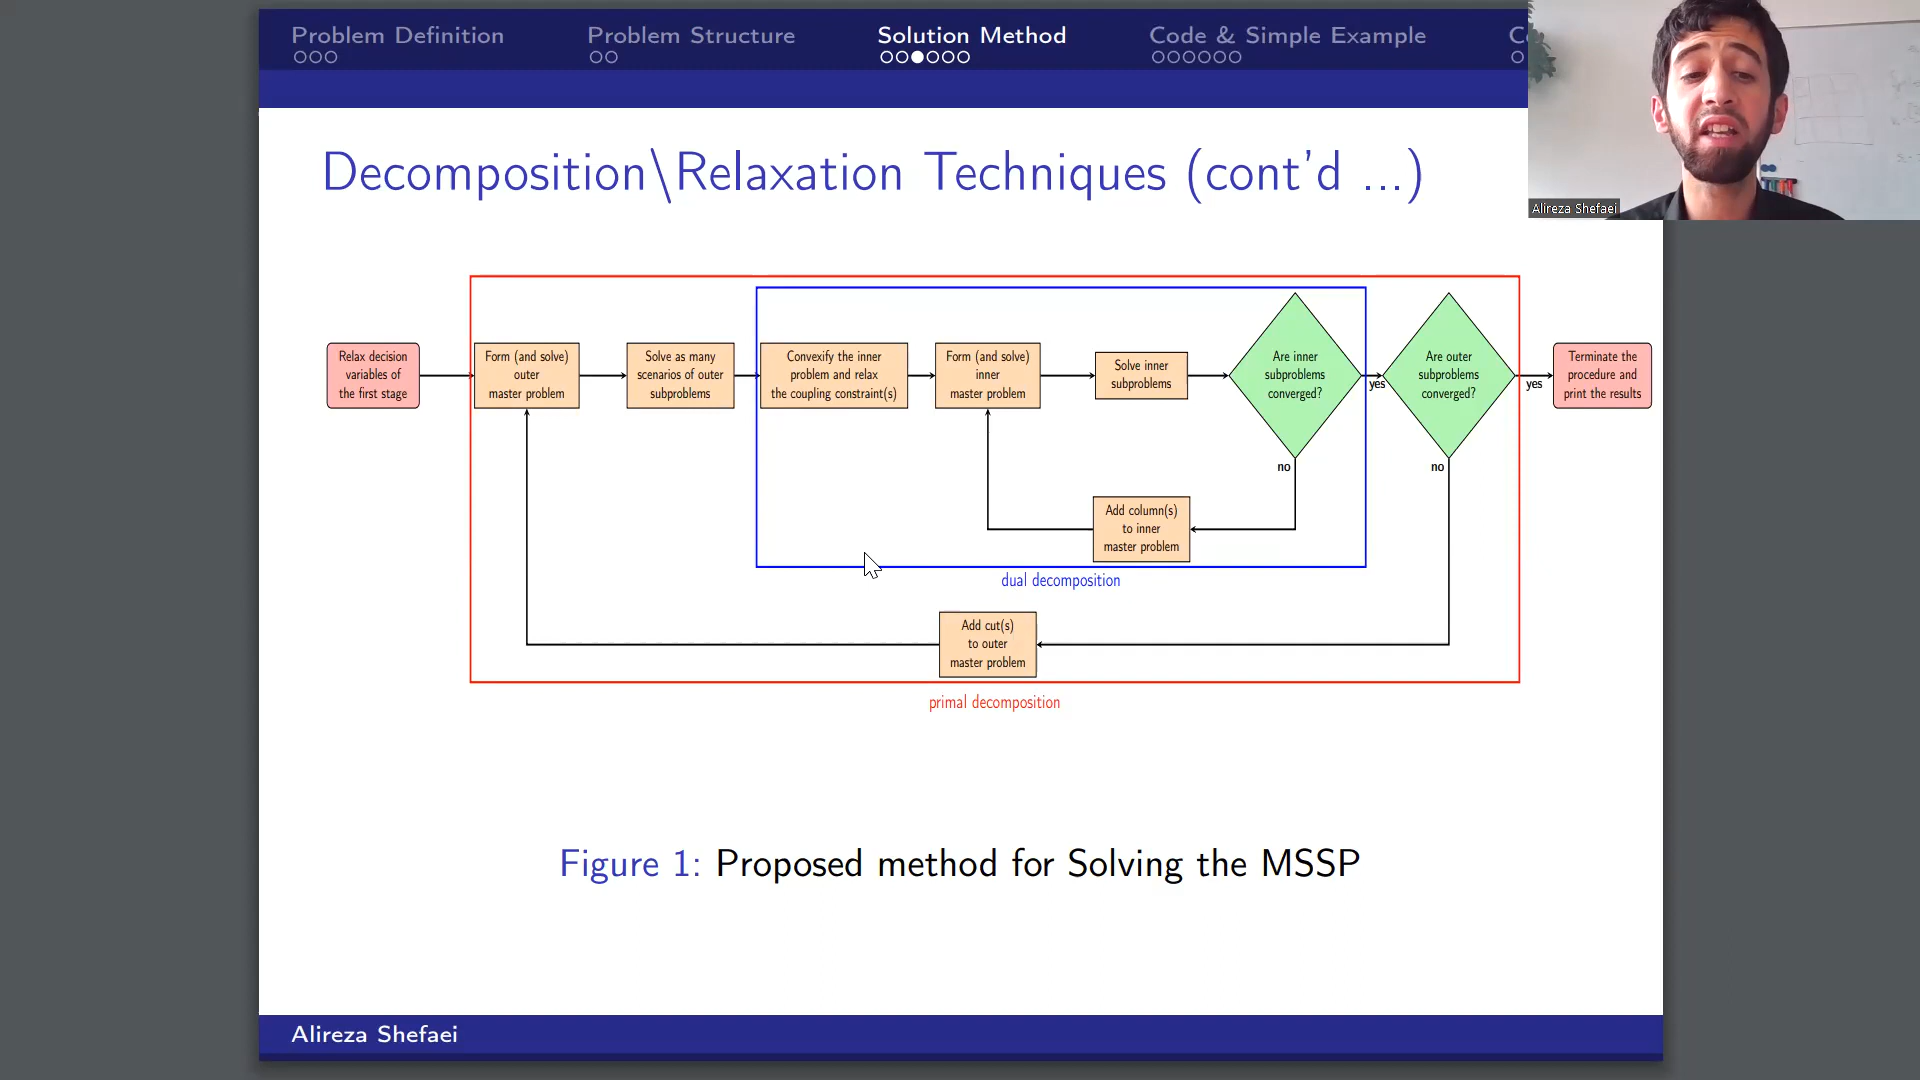 Problem Definition
Problem Structure
Solution Method
Code & Simple Example
Alireza Shefaei
Decomposition\Relaxation Techniques (cont'd ...)
Relax decision
variables of
the first stage
Form (and solve)
outer
master problem
Solve as many
scenarios of outer
subproblems
Convexify the inner
problem and relax
the coupling constraint(s)
Form (and solve)
inner
master problem
Solve inner
subproblems
Are inner
subproblems
converged?
yes
Are outer
subproblems
converged?
yes
Terminate the
procedure and
print the results
no
no
Add column(s)
to inner
master problem
dual decomposition
Add cut(s)
to outer
master problem
primal decomposition
Figure 1: Proposed method for Solving the MSSP
Alireza Shefaei